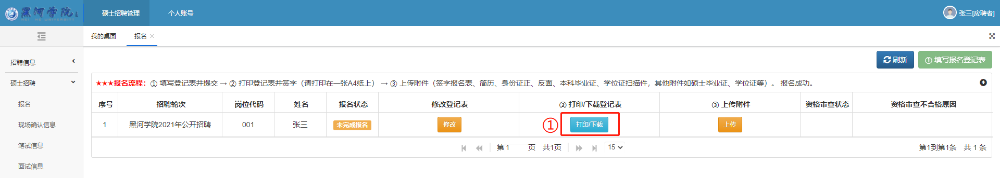 黑河学院 硕士招聘管理 个人账号 张三[应聘者]
HEI HE UNIVERSITY
我的桌面 报名 ×
刷新 ① 填写报名登记表
招聘信息
硕士招聘
报名
现场确认信息
笔试信息
面试信息
★★★报名流程：① 填写登记表并提交 → ② 打印登记表并签字（请打印在一张A4纸上） → ③ 上传附件（签字报名表、简历、身份证正、反面、本科毕业证、学位证扫描件，其他附件如硕士毕业证、学位证等）。 报名成功。
序号 招聘轮次 岗位代码 姓名 报名状态 修改登记表 ② 打印/下载登记表 ③ 上传附件 资格审查状态 资格审查不合格原因
1 黑河学院2021年公开招聘 001 张三 未完成报名 修改 ① 打印/下载 上传
第 1 页 共1页 15 第1到第1条 共 1 条